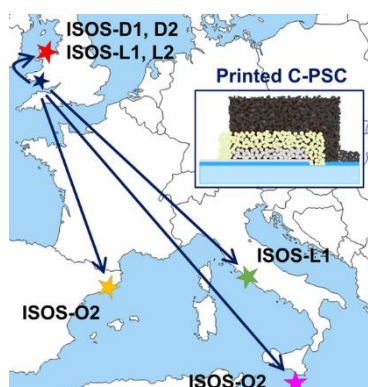 ISOS-D1, D2
ISOS-L1, L2
Printed C-PSC
ISOS-L1
ISOS-O2
ISOS-O2